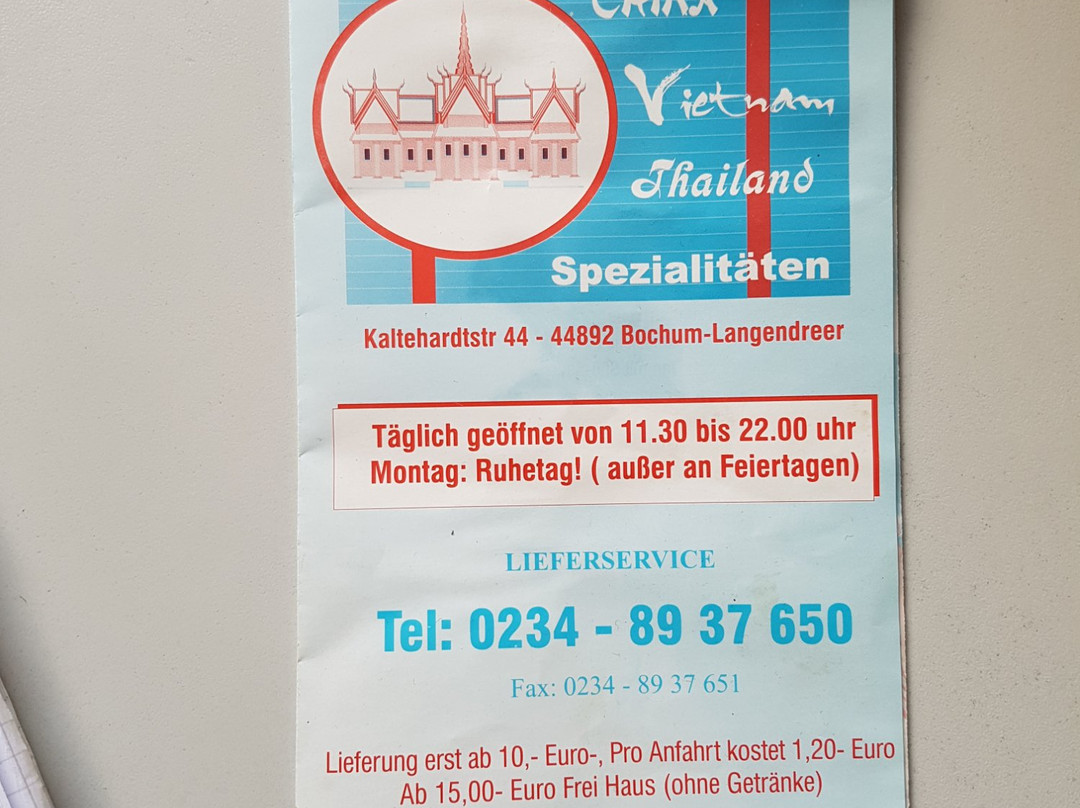 China
Vietnam
Thailand
Spezialitäten
Kaltehardtstr 44 - 44892 Bochum-Langendreer
Täglich geöffnet von 11.30 bis 22.00 uhr
Montag: Ruhetag! ( außer an Feiertagen)
LIEFERSERVICE
Tel: 0234 - 89 37 650
Fax: 0234 - 89 37 651
Lieferung erst ab 10,- Euro-, Pro Anfahrt kostet 1,20- Euro
Ab 15,00- Euro Frei Haus (ohne Getränke)